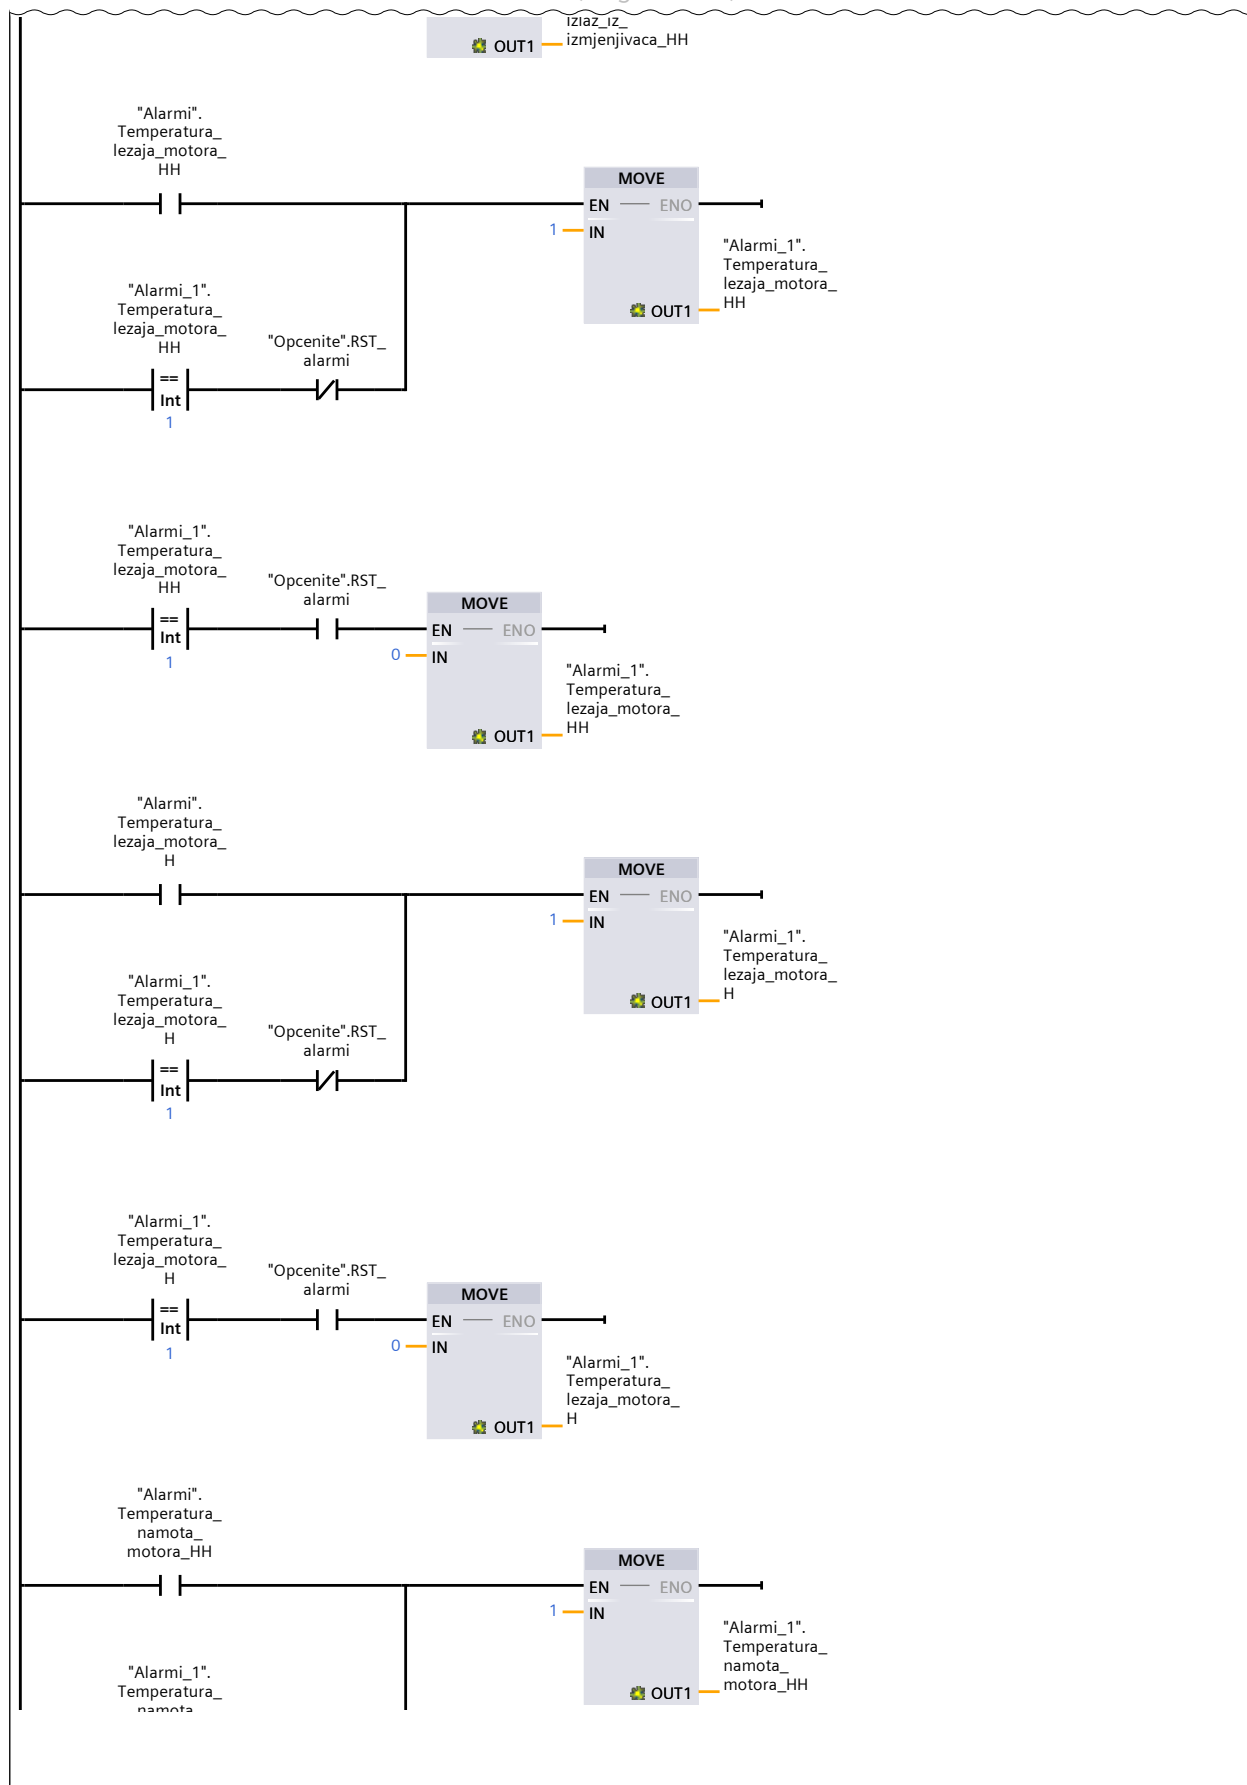 izlaz_iz_
izmjenjivaca_HH
OUT1
"Alarmi".
Temperatura_
lezaja_motora_
HH
MOVE
EN
ENO
1
IN
"Alarmi_1".
Temperatura_
lezaja_motora_
HH
OUT1
"Alarmi_1".
Temperatura_
lezaja_motora_
HH
"Opcenite".RST_
alarmi
==
Int
1
"Alarmi_1".
Temperatura_
lezaja_motora_
HH
"Opcenite".RST_
alarmi
==
Int
1
MOVE
EN
ENO
0
IN
"Alarmi_1".
Temperatura_
lezaja_motora_
HH
OUT1
"Alarmi".
Temperatura_
lezaja_motora_
H
MOVE
EN
ENO
1
IN
"Alarmi_1".
Temperatura_
lezaja_motora_
H
OUT1
"Alarmi_1".
Temperatura_
lezaja_motora_
H
"Opcenite".RST_
alarmi
==
Int
1
"Alarmi_1".
Temperatura_
lezaja_motora_
H
"Opcenite".RST_
alarmi
==
Int
1
MOVE
EN
ENO
0
IN
"Alarmi_1".
Temperatura_
lezaja_motora_
H
OUT1
"Alarmi".
Temperatura_
namota_
motora_HH
MOVE
EN
ENO
1
IN
"Alarmi_1".
Temperatura_
namota_
motora_HH
OUT1
"Alarmi_1".
Temperatura_
namota_